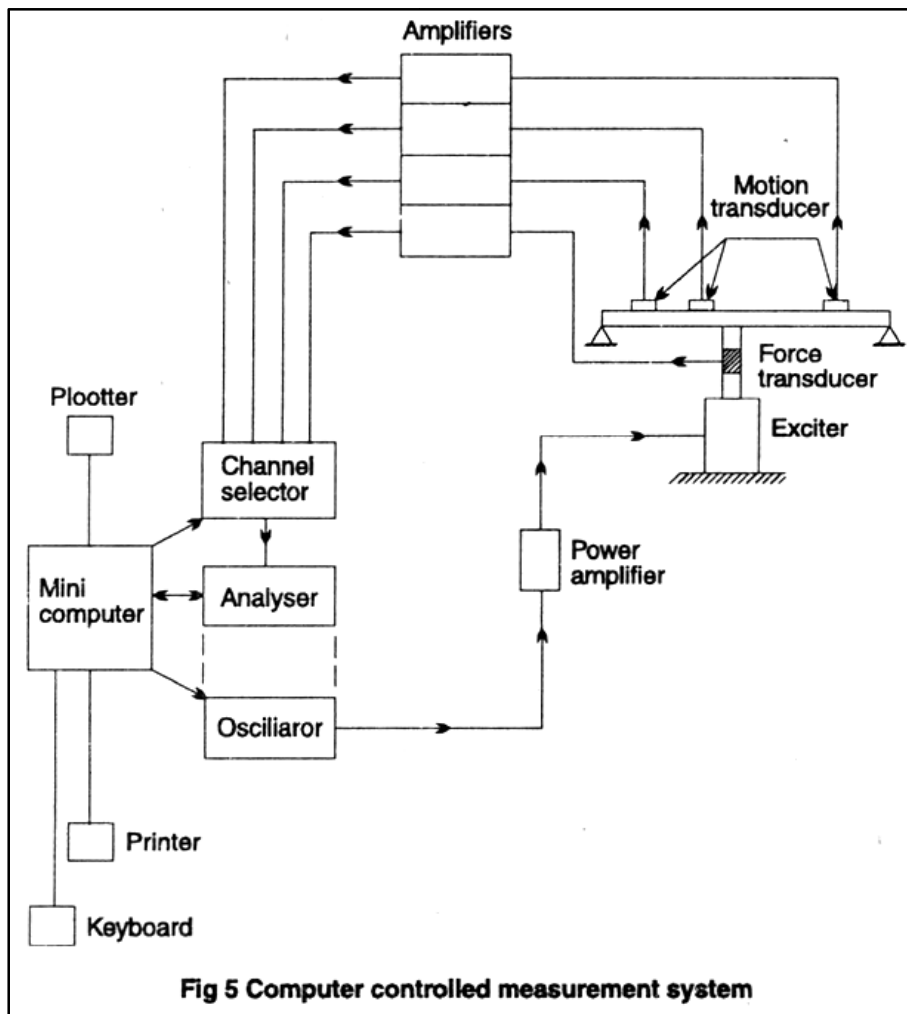 Amplifiers
Motion
transducer
Force
transducer
Exciter
Plootter
Channel
selector
Power
amplifier
Mini
computer
Analyser
Osciliaror
Printer
Keyboard
Fig 5 Computer controlled measurement system